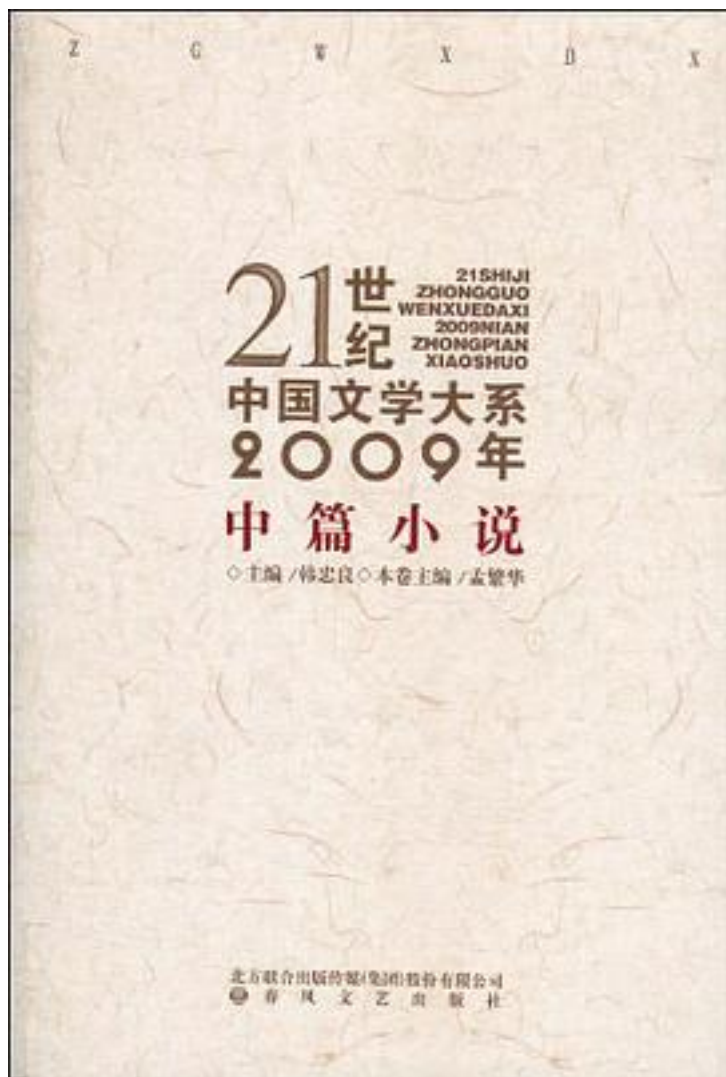 Z G W X D X
21世纪
21SHIJI
ZHONGGUO
WENXUEDAXI
2009NIAN
ZHONGPIAN
XIAOSHUO
中国文学大系
2009年
中篇小说
◇主编/韩忠良◇本卷主编/孟繁华
北方联合出版传媒(集团)股份有限公司
春风文艺出版社